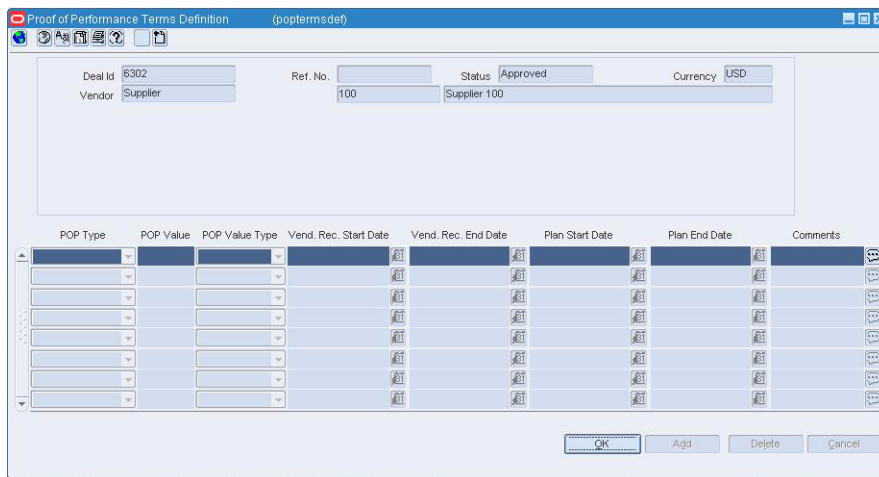 Proof of Performance Terms Definition (poptermsdef)
Deal Id 6302 Ref. No. Status Approved Currency USD
Vendor Supplier 100 Supplier 100
POP Type POP Value POP Value Type Vend. Rec. Start Date Vend. Rec. End Date Plan Start Date Plan End Date Comments
OK Add Delete Cancel